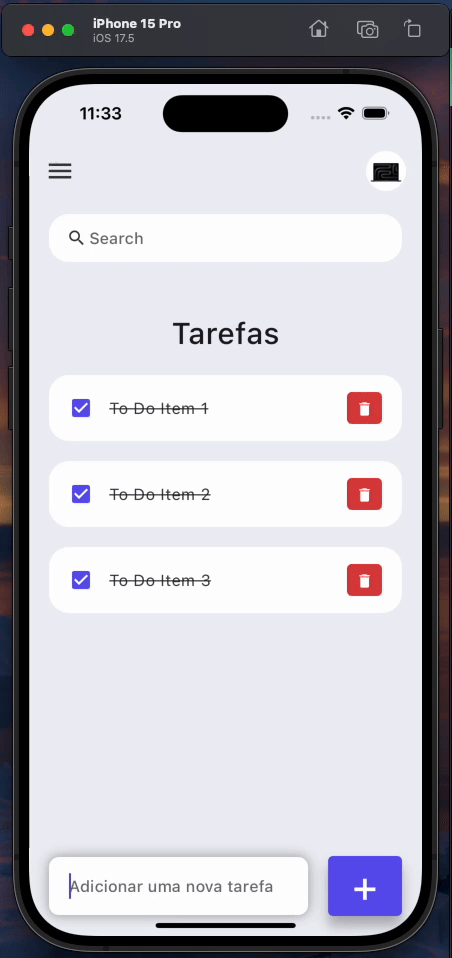 iPhone 15 Pro
iOS 17.5
11:33
Search
Tarefas
To Do Item 1
To Do Item 2
To Do Item 3
Adicionar uma nova tarefa